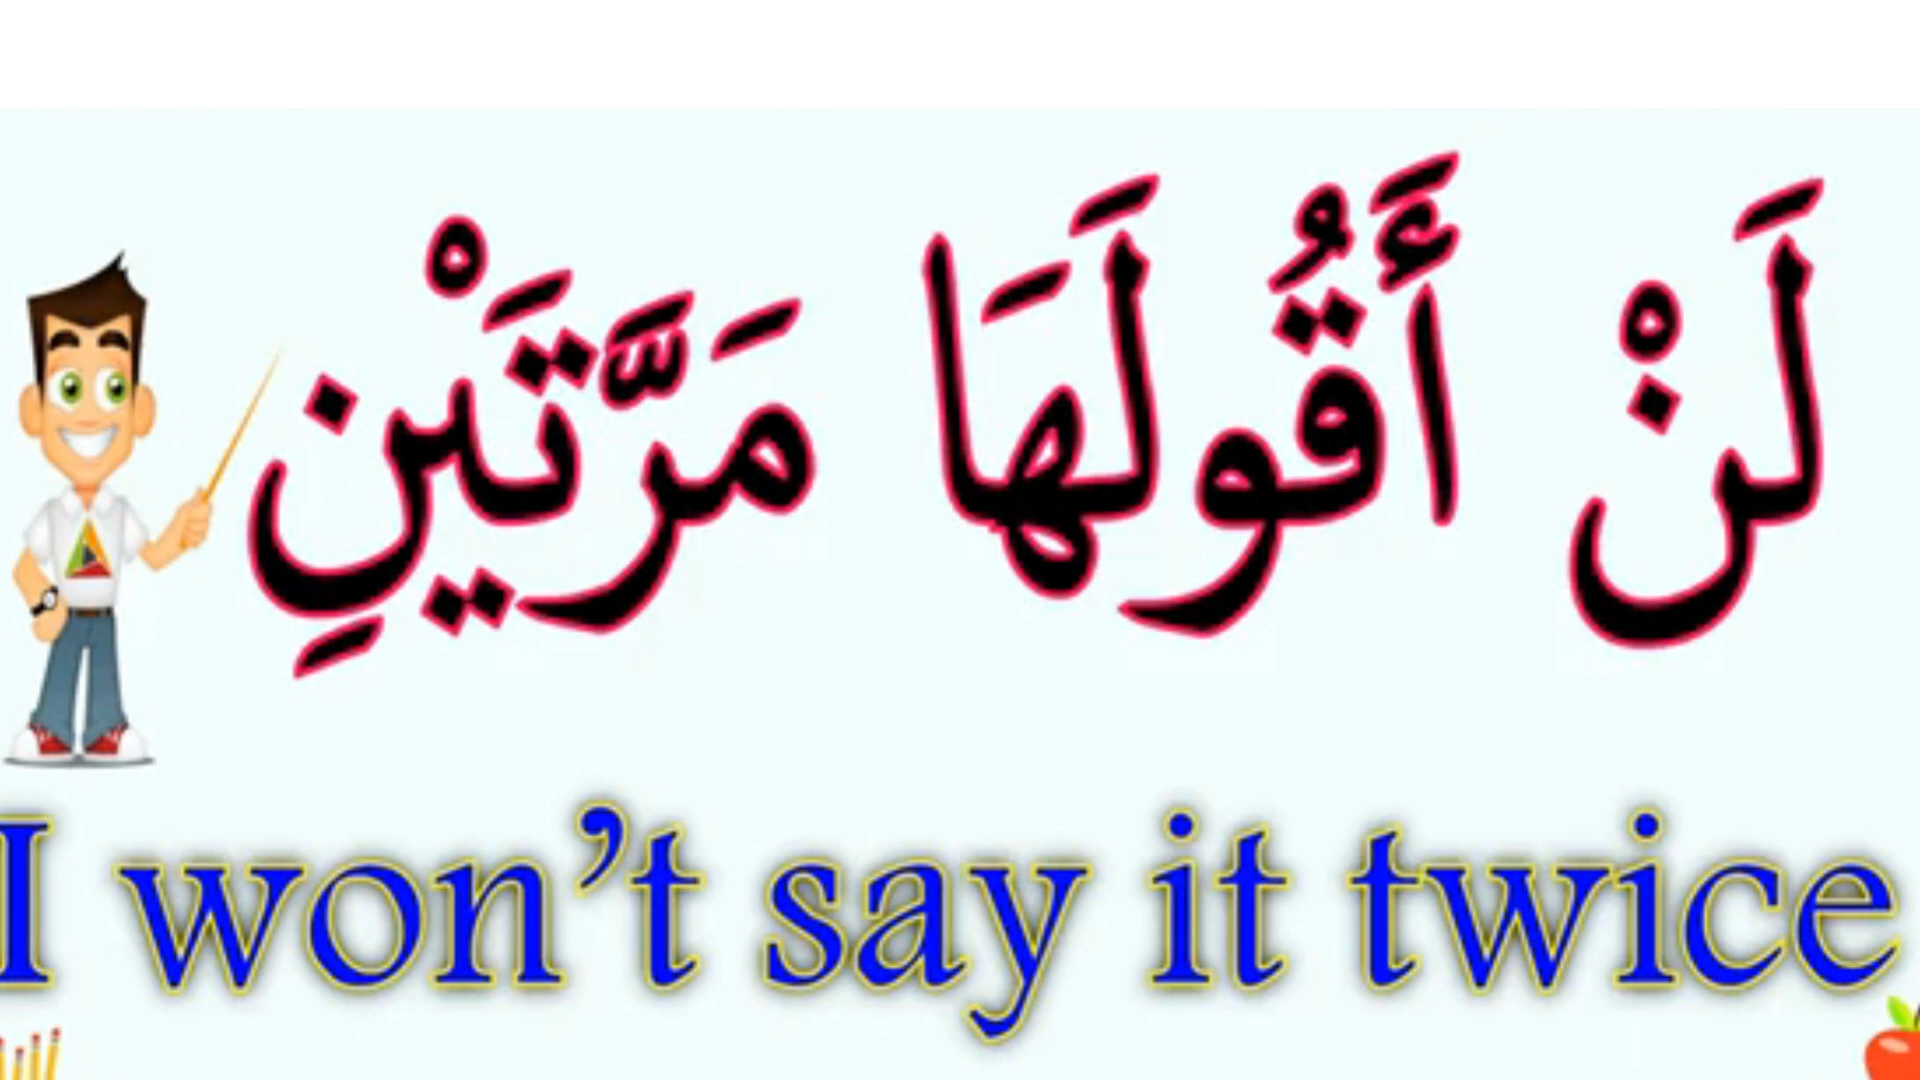 لَنْ أَقُولَهَا مَرَّتَيْنِ
I won’t say it twice